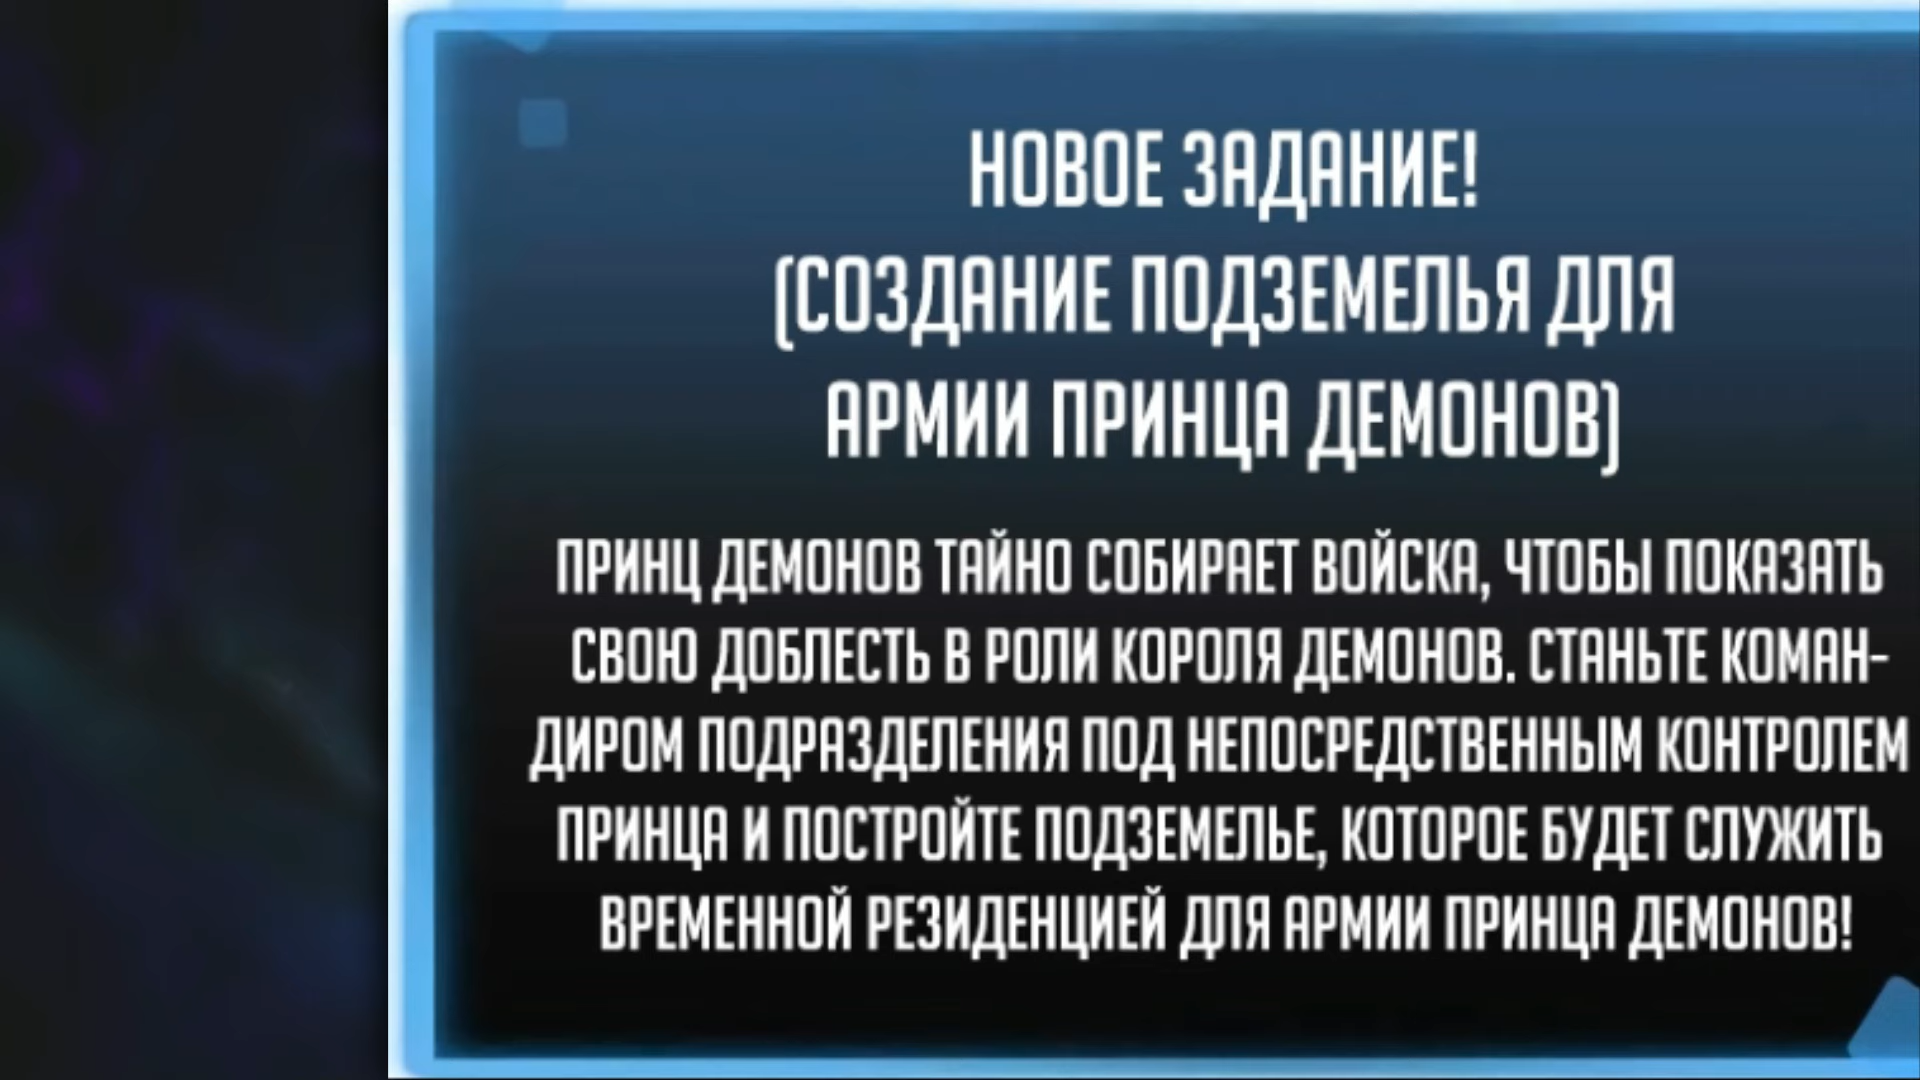 НОВОЕ ЗАДАНИЕ!
(СОЗДАНИЕ ПОДЗЕМЕЛЬЯ ДЛЯ
АРМИИ ПРИНЦА ДЕМОНОВ)
ПРИНЦ ДЕМОНОВ ТАЙНО СОБИРАЕТ ВОЙСКА, ЧТОБЫ ПОКАЗАТЬ
СВОЮ ДОБЛЕСТЬ В РОЛИ КОРОЛЯ ДЕМОНОВ. СТАНЬТЕ КОМАН-
ДИРОМ ПОДРАЗДЕЛЕНИЯ ПОД НЕПОСРЕДСТВЕННЫМ КОНТРОЛЕМ
ПРИНЦА И ПОСТРОЙТЕ ПОДЗЕМЕЛЬЕ, КОТОРОЕ БУДЕТ СЛУЖИТЬ
ВРЕМЕННОЙ РЕЗИДЕНЦИЕЙ ДЛЯ АРМИИ ПРИНЦА ДЕМОНОВ!